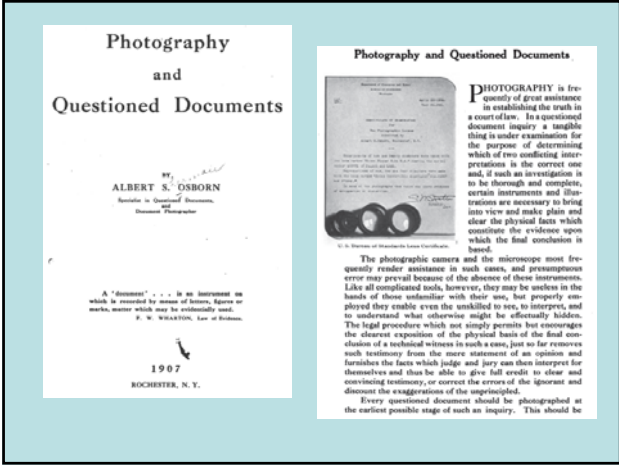 Photography
and
Questioned Documents
BY
ALBERT S. OSBORN
Specialist in Questioned Documents,
and
Document Photographer
A "document" . . . is an instrument on
which is recorded by means of letters, figures or
marks, matter which may be evidentially used.
F. W. WHARTON, Law of Evidence.
1907
ROCHESTER, N. Y.
Photography and Questioned Documents
U. S. Bureau of Standards Lens Certificate.
PHOTOGRAPHY is fre-
quently of great assistance
in establishing the truth in
a court of law. In a questioned
document inquiry a tangible
thing is under examination for
the purpose of determining
which of two conflicting inter-
pretations is the correct one
and, if such an investigation is
to be thorough and complete,
certain instruments and illus-
trations are necessary to bring
into view and make plain and
clear the physical facts which
constitute the evidence upon
which the final conclusion is
based.
The photographic camera and the microscope most fre-
quently render assistance in such cases, and presumptuous
error may prevail because of the absence of these instruments.
Like all complicated tools, however, they may be useless in the
hands of those unfamiliar with their use, but properly em-
ployed they enable even the unskilled to see, to interpret, and
to understand what otherwise might be effectually hidden.
The legal procedure which not simply permits but encourages
the clearest exposition of the physical basis of the final con-
clusion of a technical witness in such a case, just so far removes
such testimony from the mere statement of an opinion and
furnishes the facts which judge and jury can then interpret for
themselves and thus be able to give full credit to clear and
convincing testimony, or correct the errors of the ignorant and
discount the exaggerations of the unprincipled.
Every questioned document should be photographed at
the earliest possible stage of such an inquiry. This should be